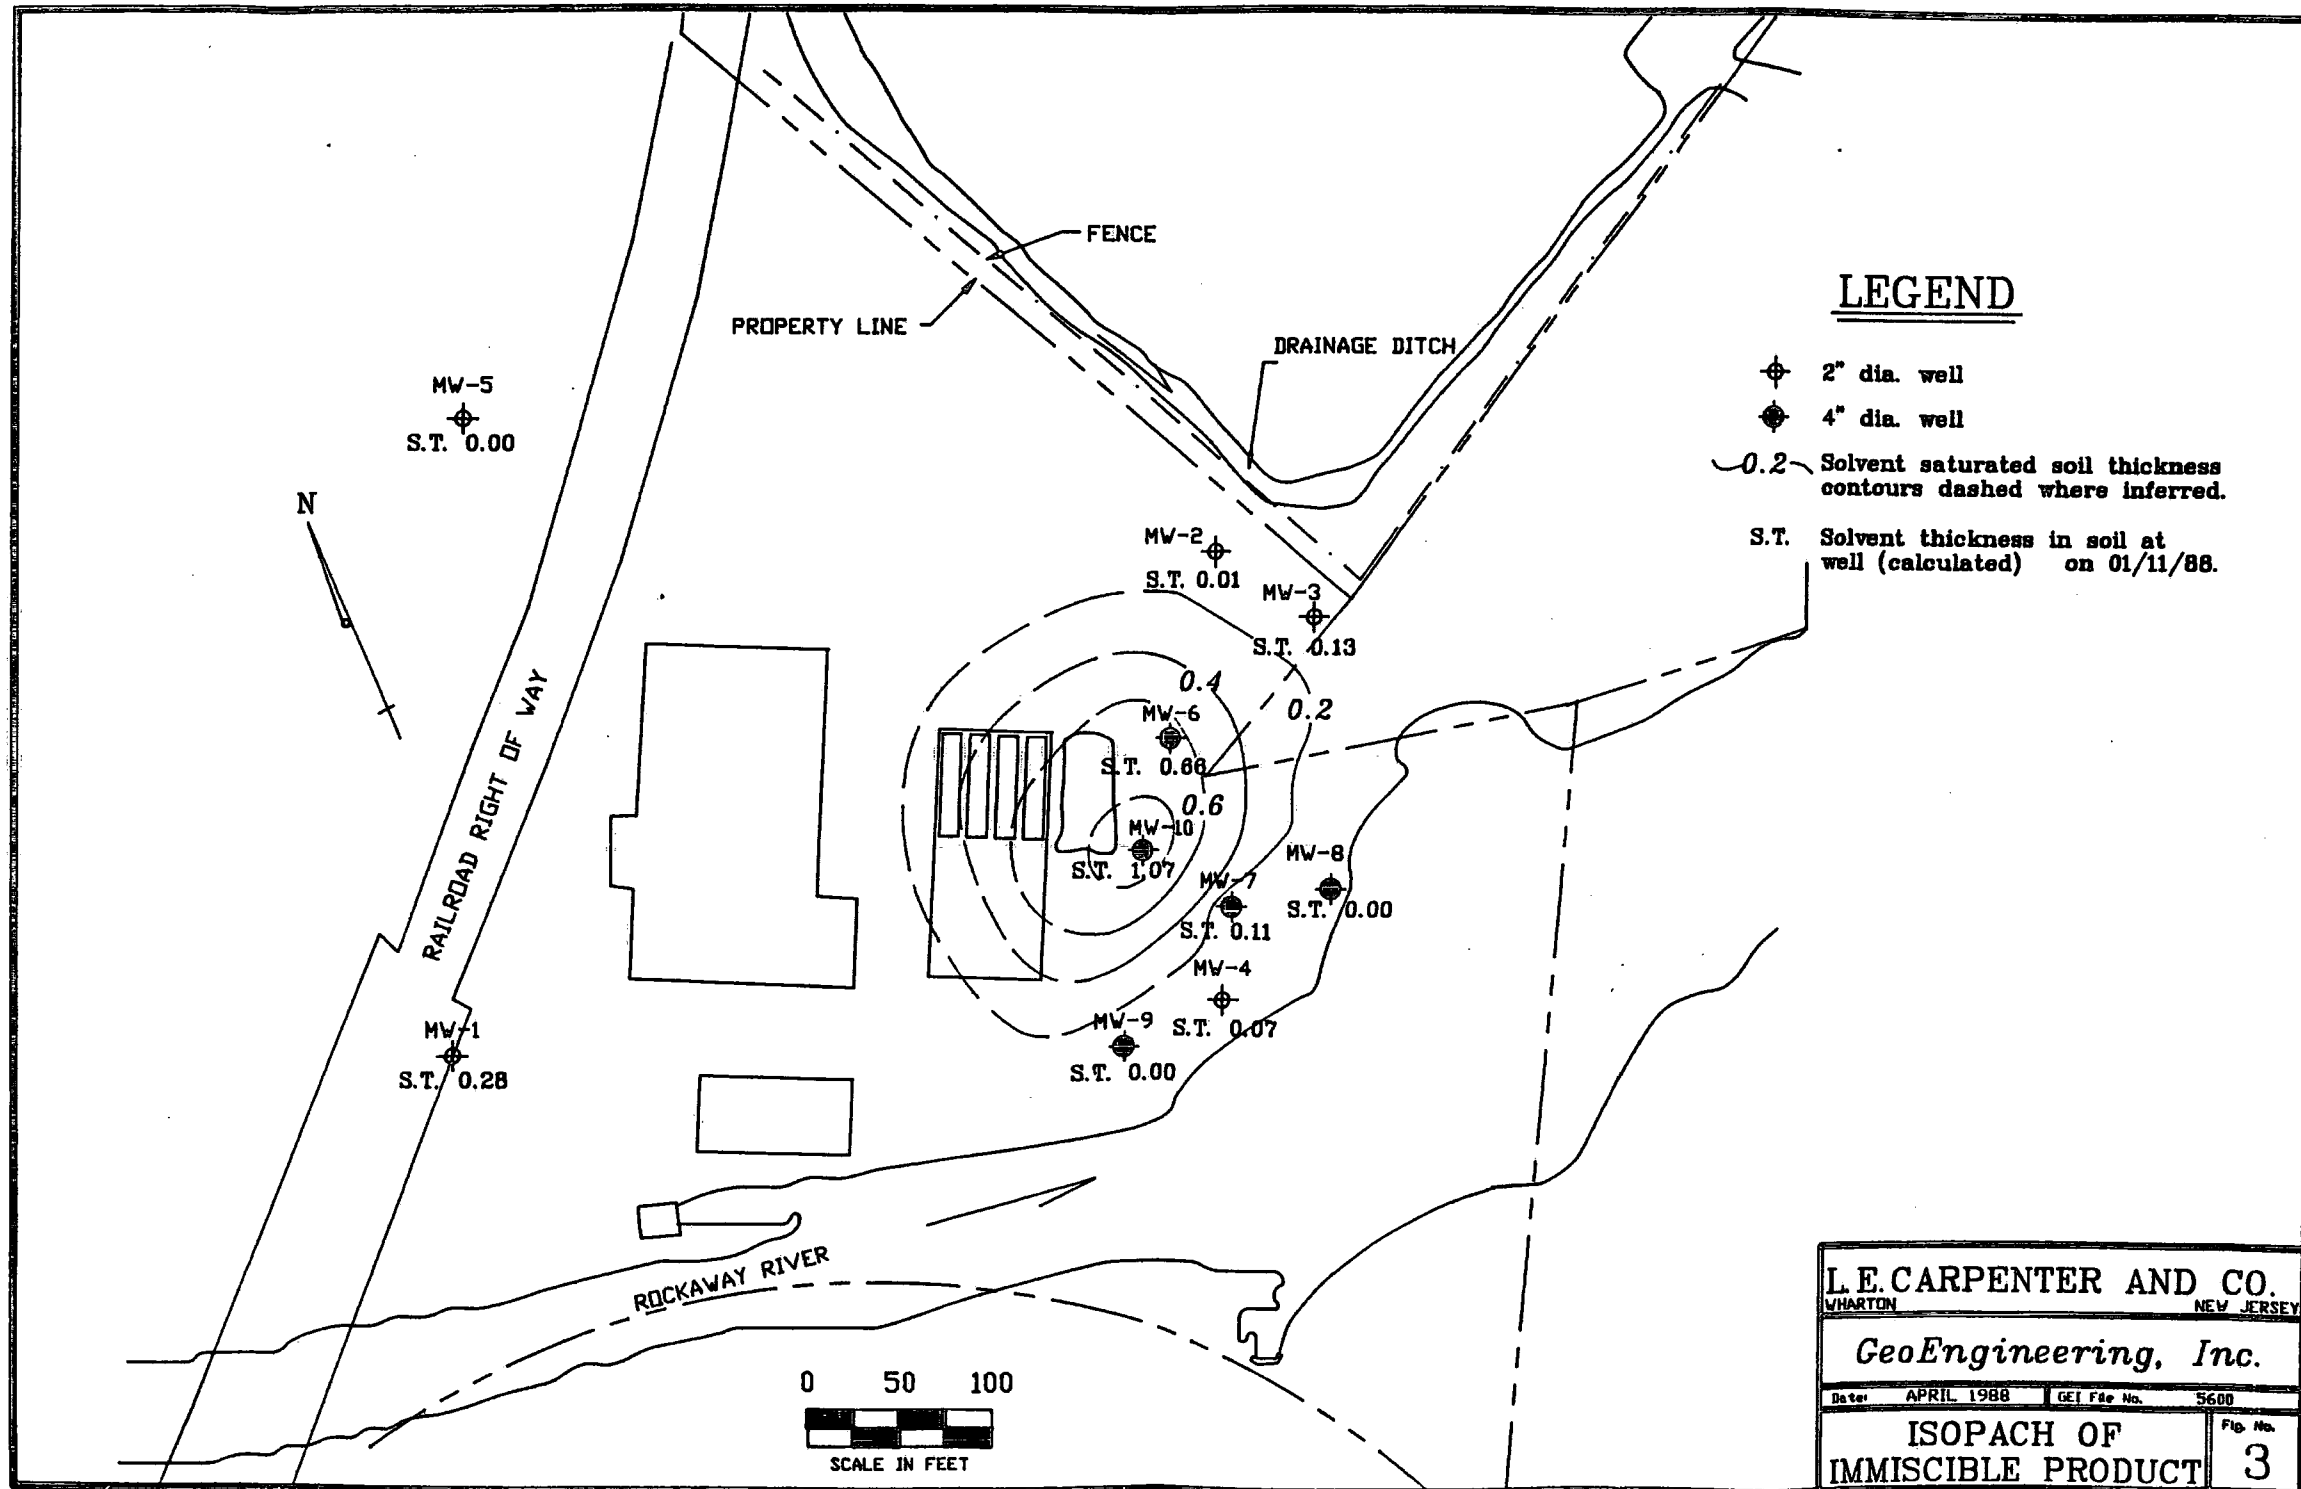 FENCE
PROPERTY LINE
DRAINAGE DITCH
LEGEND
2" dia. well
4" dia. well
0.2 Solvent saturated soil thickness
contours dashed where inferred.
S.T. Solvent thickness in soil at
well (calculated) on 01/11/88.
MW-5
S.T. 0.00
N
MW-2
S.T. 0.01
MW-3
S.T. 0.13
0.4
0.2
MW-6
S.T. 0.66
0.6
MW-10
S.T. 1.07
MW-7
S.T. 0.11
MW-8
S.T. 0.00
MW-4
S.T. 0.07
MW-9
S.T. 0.00
RAILROAD RIGHT OF WAY
MW-1
S.T. 0.28
ROCKAWAY RIVER
0 50 100
SCALE IN FEET
L.E.CARPENTER AND CO.
WHARTON NEW JERSEY
GeoEngineering, Inc.
Date: APRIL 1988 GEI File No. 5600
ISOPACH OF
IMMISCIBLE PRODUCT
Fig. No.
3